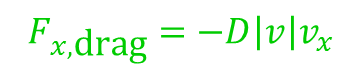 F_{x,drag} = −D|v|v_x